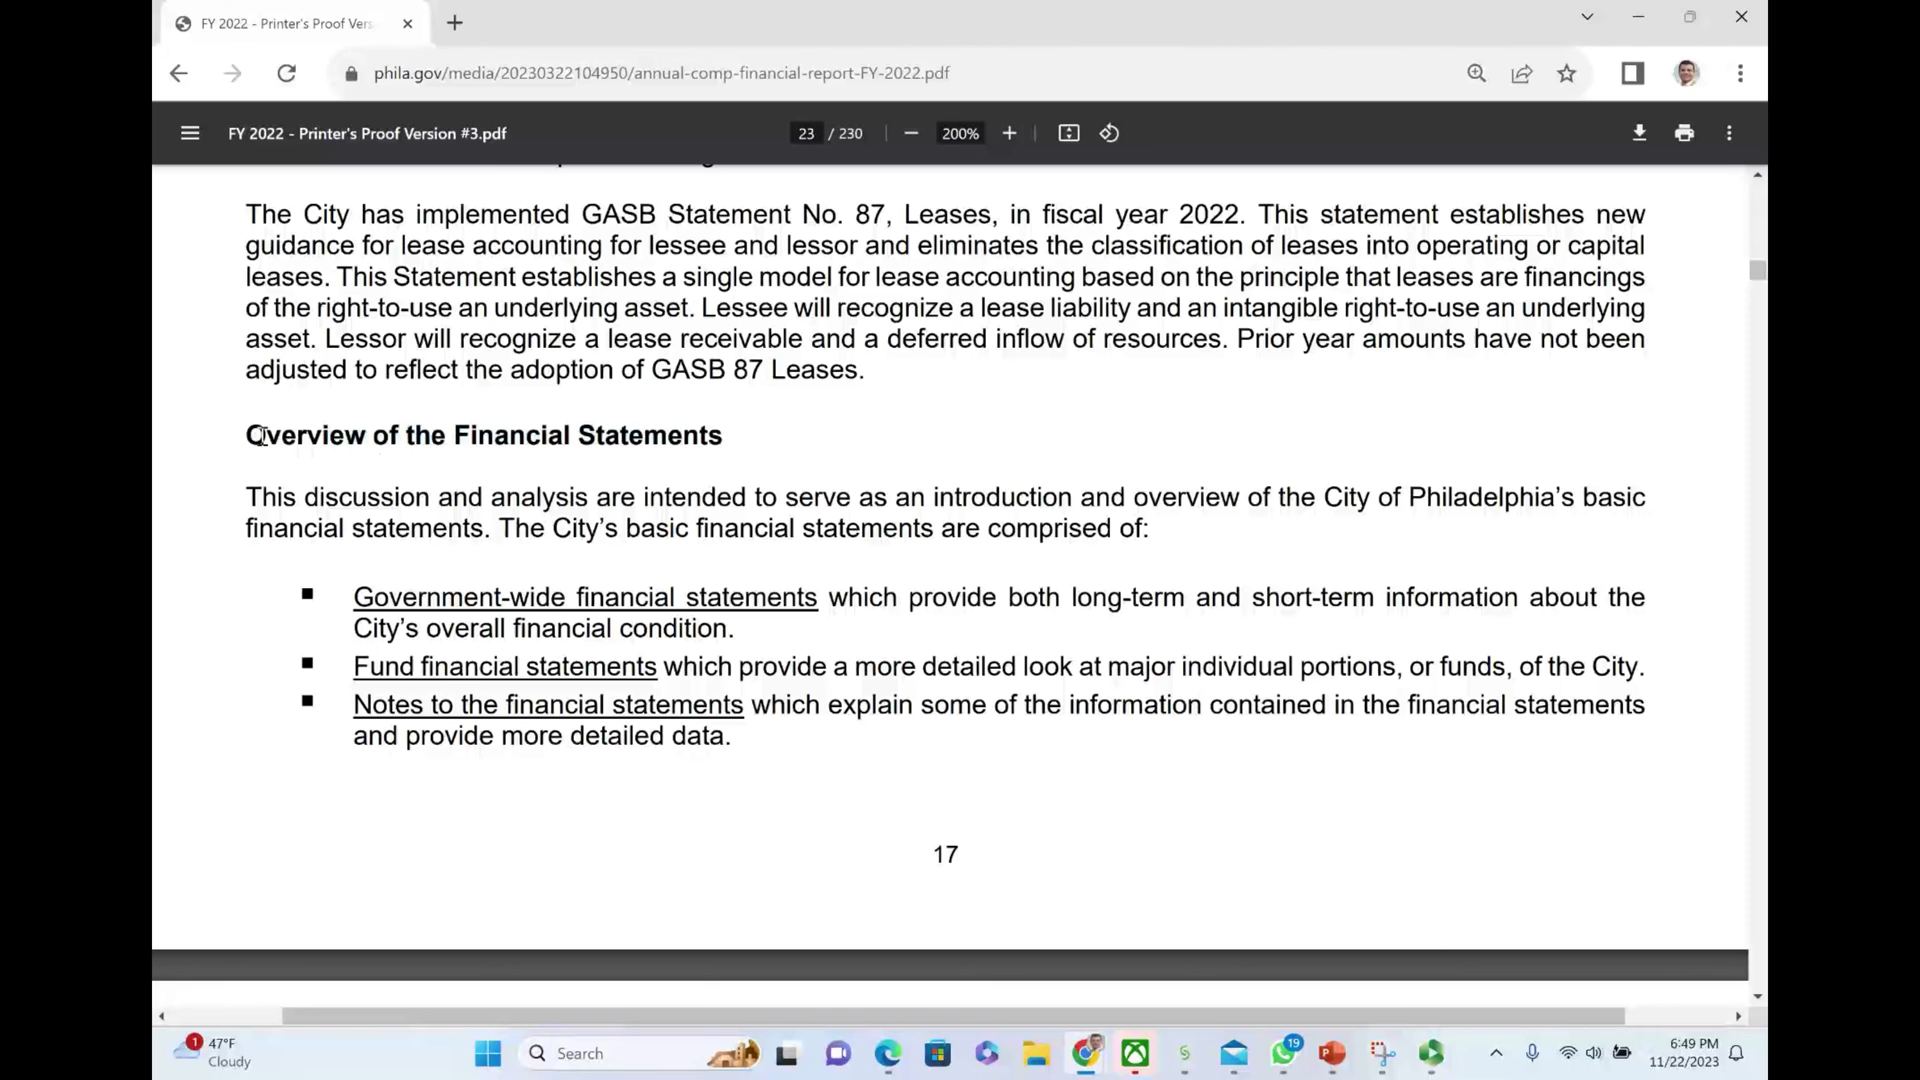 FY 2022 - Printer's Proof Vers
phila.gov/media/20230322104950/annual-comp-financial-report-FY-2022.pdf
FY 2022 - Printer's Proof Version #3.pdf
23 / 230
200%
The City has implemented GASB Statement No. 87, Leases, in fiscal year 2022. This statement establishes new
guidance for lease accounting for lessee and lessor and eliminates the classification of leases into operating or capital
leases. This Statement establishes a single model for lease accounting based on the principle that leases are financings
of the right-to-use an underlying asset. Lessee will recognize a lease liability and an intangible right-to-use an underlying
asset. Lessor will recognize a lease receivable and a deferred inflow of resources. Prior year amounts have not been
adjusted to reflect the adoption of GASB 87 Leases.
Overview of the Financial Statements
This discussion and analysis are intended to serve as an introduction and overview of the City of Philadelphia's basic
financial statements. The City's basic financial statements are comprised of:
■ Government-wide financial statements which provide both long-term and short-term information about the
City's overall financial condition.
■ Fund financial statements which provide a more detailed look at major individual portions, or funds, of the City.
■ Notes to the financial statements which explain some of the information contained in the financial statements
and provide more detailed data.
17
1
47°F
Cloudy
Search
19
6:49 PM
11/22/2023